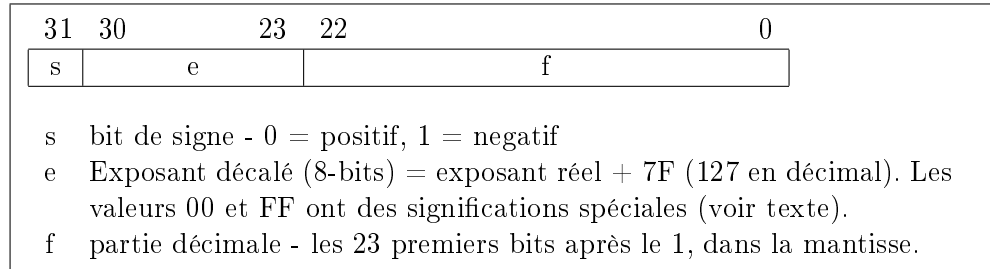 31 30 23 22 0
s e f
s bit de signe - 0 = positif, 1 = negatif
e Exposant décalé (8-bits) = exposant réel + 7F (127 en décimal). Les
valeurs 00 et FF ont des significations spéciales (voir texte).
f partie décimale - les 23 premiers bits après le 1, dans la mantisse.